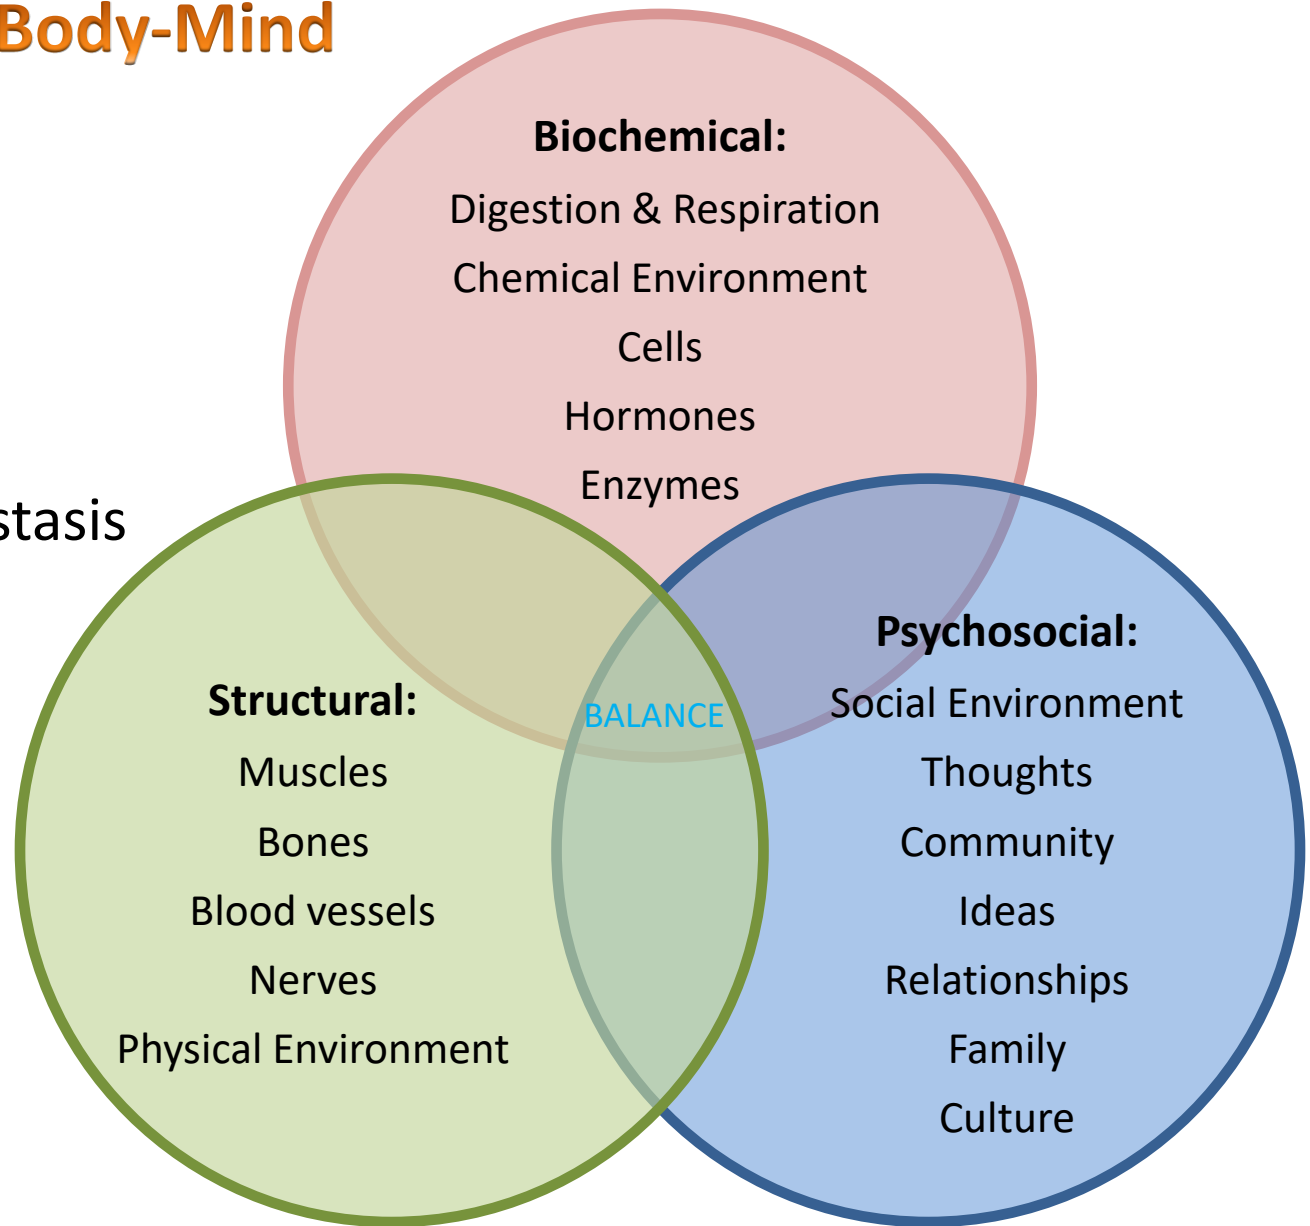 Body-Mind
Biochemical:
Digestion & Respiration
Chemical Environment
Cells
Hormones
Enzymes
stasis
Structural:
Muscles
Bones
Blood vessels
Nerves
Physical Environment
BALANCE
Psychosocial:
Social Environment
Thoughts
Community
Ideas
Relationships
Family
Culture